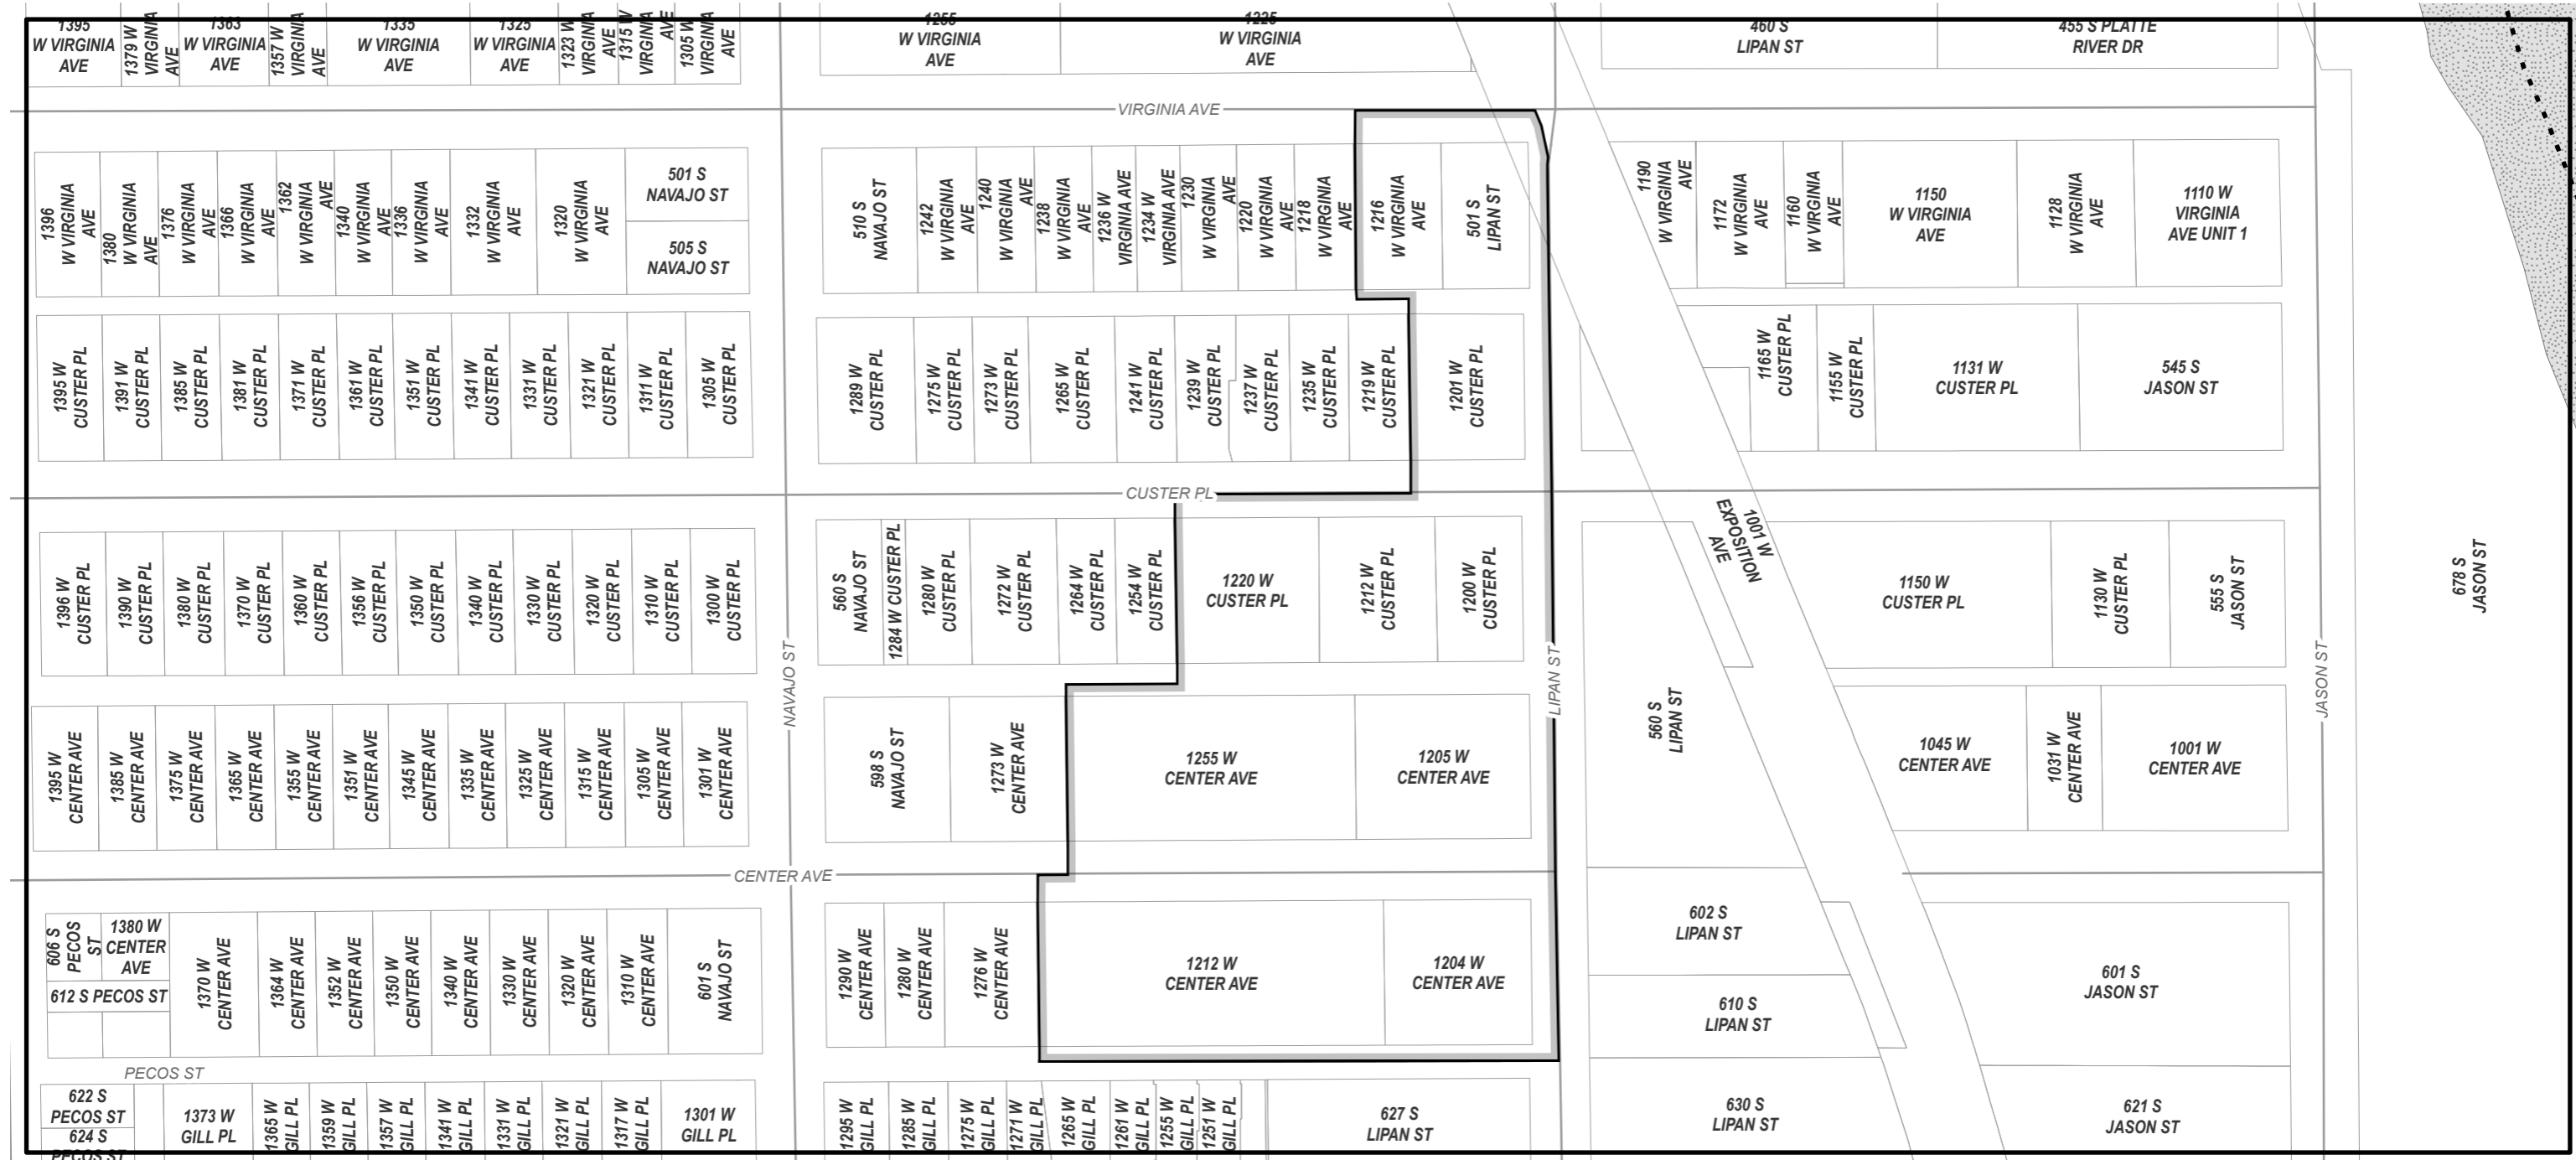 1395
W VIRGINIA
AVE
1379 W
VIRGINIA
AVE
1363
W VIRGINIA
AVE
1357 W
VIRGINIA
AVE
1335
W VIRGINIA
AVE
1325
W VIRGINIA
AVE
1323 W
VIRGINIA
AVE
1315 W
VIRGINIA
AVE
1305 W
VIRGINIA
AVE
1255
W VIRGINIA
AVE
1225
W VIRGINIA
AVE
460 S
LIPAN ST
455 S PLATTE
RIVER DR
VIRGINIA AVE
1396
W VIRGINIA
AVE
1380
W VIRGINIA
AVE
1376
W VIRGINIA
AVE
1366
W VIRGINIA
AVE
1362
W VIRGINIA
AVE
1340
W VIRGINIA
AVE
1336
W VIRGINIA
AVE
1332
W VIRGINIA
AVE
1320
W VIRGINIA
AVE
501 S
NAVAJO ST
505 S
NAVAJO ST
510 S
NAVAJO ST
1242
W VIRGINIA
AVE
1240
W VIRGINIA
AVE
1238
W VIRGINIA
AVE
1236 W
VIRGINIA AVE
1234 W
VIRGINIA AVE
1230
W VIRGINIA
AVE
1220
W VIRGINIA
AVE
1218
W VIRGINIA
AVE
1216
W VIRGINIA
AVE
501 S
LIPAN ST
1190
W VIRGINIA
AVE
1172
W VIRGINIA
AVE
1160
W VIRGINIA
AVE
1150
W VIRGINIA
AVE
1128
W VIRGINIA
AVE
1110 W
VIRGINIA
AVE UNIT 1
1395 W
CUSTER PL
1391 W
CUSTER PL
1385 W
CUSTER PL
1381 W
CUSTER PL
1371 W
CUSTER PL
1361 W
CUSTER PL
1351 W
CUSTER PL
1341 W
CUSTER PL
1331 W
CUSTER PL
1321 W
CUSTER PL
1311 W
CUSTER PL
1305 W
CUSTER PL
1289 W
CUSTER PL
1275 W
CUSTER PL
1273 W
CUSTER PL
1265 W
CUSTER PL
1241 W
CUSTER PL
1239 W
CUSTER PL
1237 W
CUSTER PL
1235 W
CUSTER PL
1219 W
CUSTER PL
1201 W
CUSTER PL
1165 W
CUSTER PL
1155 W
CUSTER PL
1131 W
CUSTER PL
545 S
JASON ST
CUSTER PL
1396 W
CUSTER PL
1390 W
CUSTER PL
1380 W
CUSTER PL
1370 W
CUSTER PL
1360 W
CUSTER PL
1356 W
CUSTER PL
1350 W
CUSTER PL
1340 W
CUSTER PL
1330 W
CUSTER PL
1320 W
CUSTER PL
1310 W
CUSTER PL
1300 W
CUSTER PL
NAVAJO ST
560 S
NAVAJO ST
1284 W CUSTER PL
1280 W
CUSTER PL
1272 W
CUSTER PL
1264 W
CUSTER PL
1254 W
CUSTER PL
1220 W
CUSTER PL
1212 W
CUSTER PL
1200 W
CUSTER PL
LIPAN ST
560 S
LIPAN ST
1001 W
EXPOSITION
AVE
1150 W
CUSTER PL
1130 W
CUSTER PL
555 S
JASON ST
JASON ST
678 S
JASON ST
1395 W
CENTER AVE
1385 W
CENTER AVE
1375 W
CENTER AVE
1365 W
CENTER AVE
1355 W
CENTER AVE
1351 W
CENTER AVE
1345 W
CENTER AVE
1335 W
CENTER AVE
1325 W
CENTER AVE
1315 W
CENTER AVE
1305 W
CENTER AVE
1301 W
CENTER AVE
598 S
NAVAJO ST
1273 W
CENTER AVE
1255 W
CENTER AVE
1205 W
CENTER AVE
1045 W
CENTER AVE
1031 W
CENTER AVE
1001 W
CENTER AVE
CENTER AVE
606 S
PECOS
ST
1380 W
CENTER
AVE
612 S PECOS ST
1370 W
CENTER AVE
1364 W
CENTER AVE
1352 W
CENTER AVE
1350 W
CENTER AVE
1340 W
CENTER AVE
1330 W
CENTER AVE
1320 W
CENTER AVE
1310 W
CENTER AVE
601 S
NAVAJO ST
1290 W
CENTER AVE
1280 W
CENTER AVE
1276 W
CENTER AVE
1212 W
CENTER AVE
1204 W
CENTER AVE
602 S
LIPAN ST
610 S
LIPAN ST
601 S
JASON ST
PECOS ST
622 S
PECOS ST
624 S
PECOS ST
1373 W
GILL PL
1365 W
GILL PL
1359 W
GILL PL
1357 W
GILL PL
1341 W
GILL PL
1331 W
GILL PL
1321 W
GILL PL
1317 W
GILL PL
1301 W
GILL PL
1295 W
GILL PL
1285 W
GILL PL
1275 W
GILL PL
1271 W
GILL PL
1265 W
GILL PL
1261 W
GILL PL
1255 W
GILL PL
1251 W
GILL PL
627 S
LIPAN ST
630 S
LIPAN ST
621 S
JASON ST